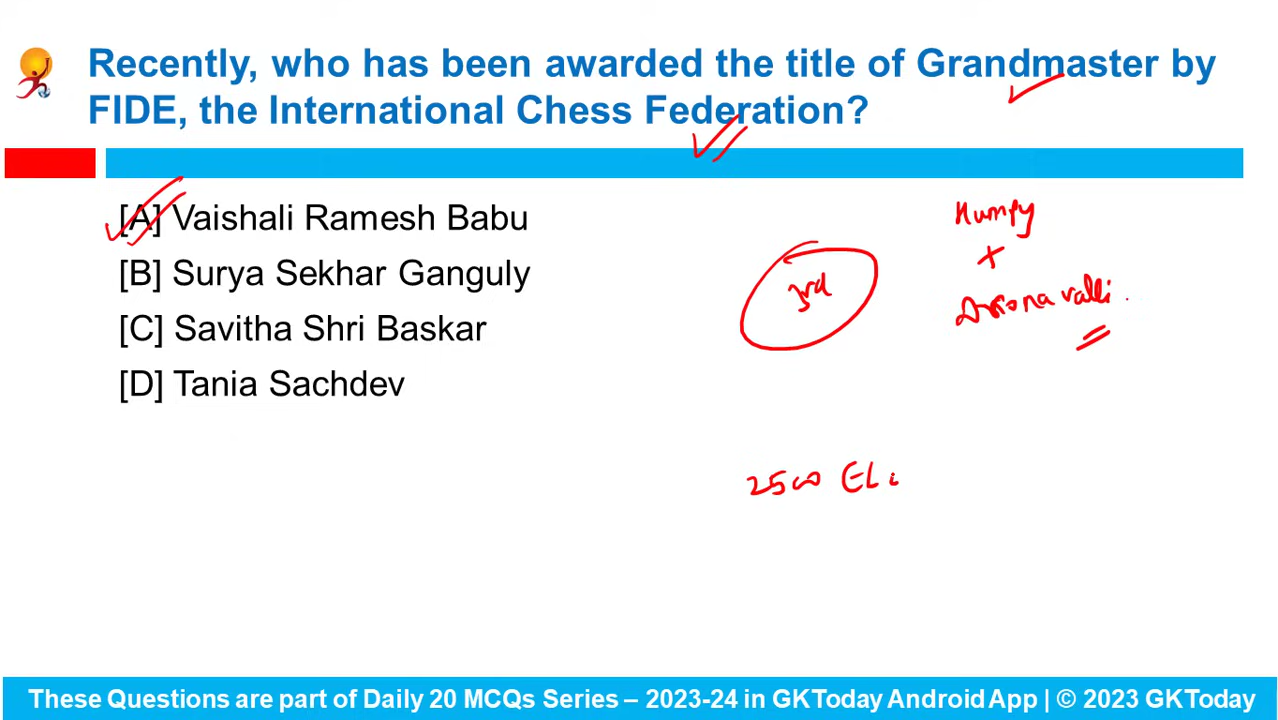 Recently, who has been awarded the title of Grandmaster by
FIDE, the International Chess Federation?
[A] Vaishali Ramesh Babu
[B] Surya Sekhar Ganguly
[C] Savitha Shri Baskar
[D] Tania Sachdev
Humpy
+
3rd
2500 EL
These Questions are part of Daily 20 MCQs Series – 2023-24 in GKToday Android App | © 2023 GKToday